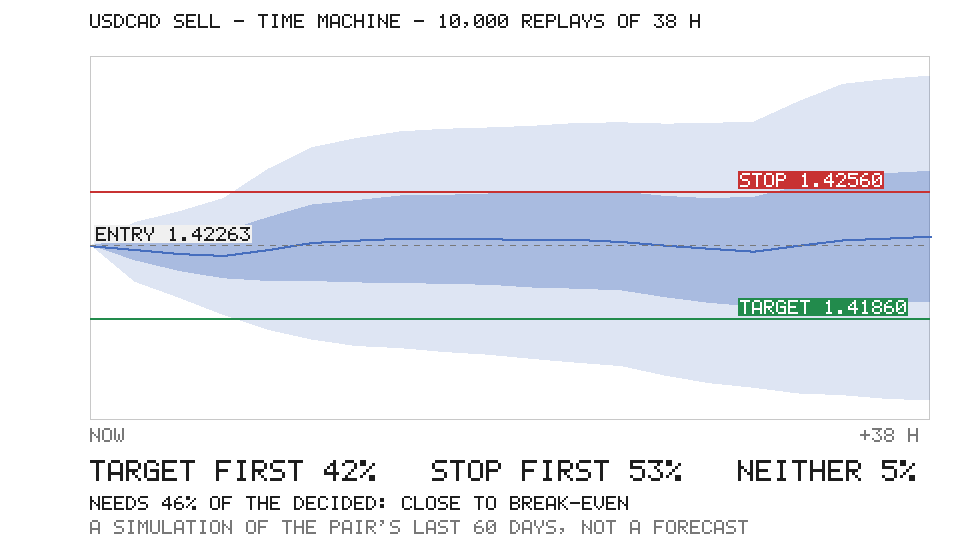 USDCAD SELL - TIME MACHINE - 10,000 REPLAYS OF 38 H
STOP 1.42560
ENTRY 1.42263
TARGET 1.41860
NOW +38 H
TARGET FIRST 42% STOP FIRST 53% NEITHER 5%
NEEDS 46% OF THE DECIDED: CLOSE TO BREAK-EVEN
A SIMULATION OF THE PAIR'S LAST 60 DAYS, NOT A FORECAST